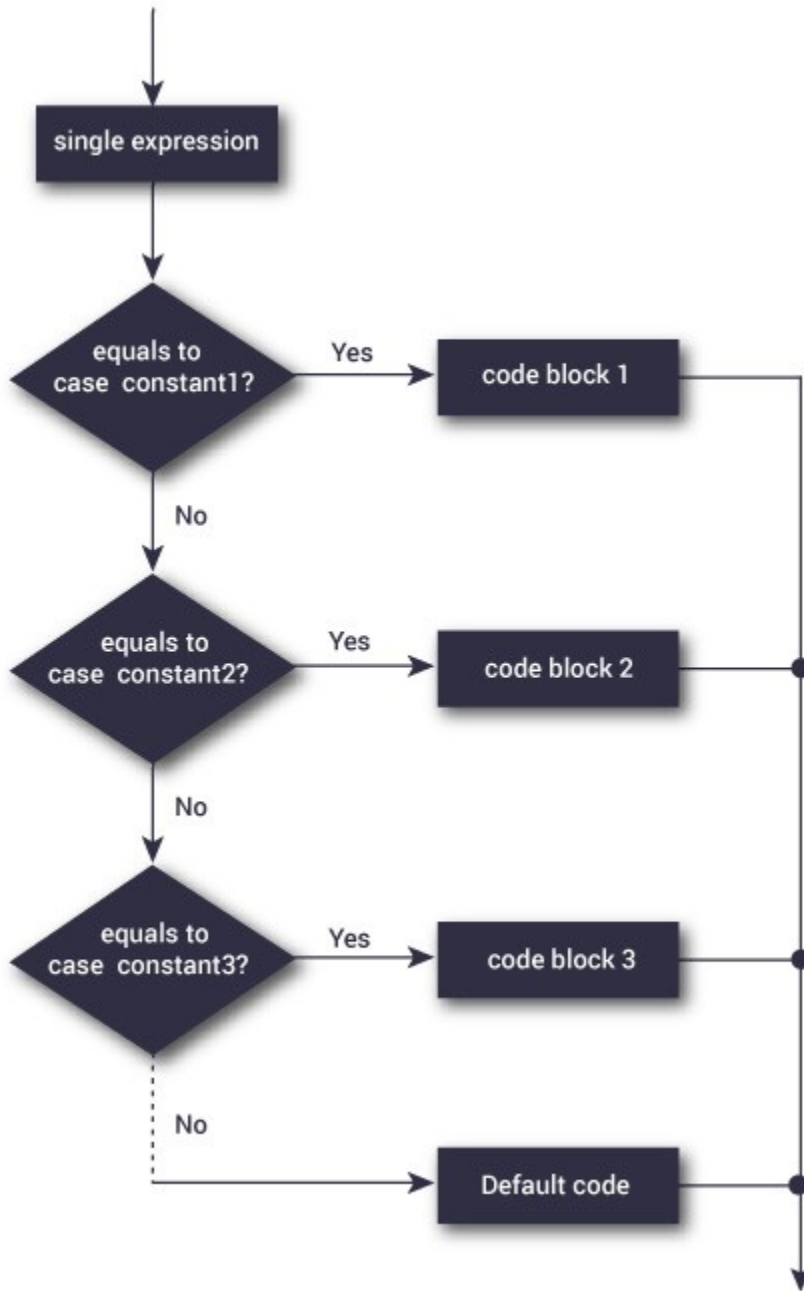 single expression
equals to
case constant1?
Yes
code block 1
No
equals to
case constant2?
Yes
code block 2
No
equals to
case constant3?
Yes
code block 3
No
Default code